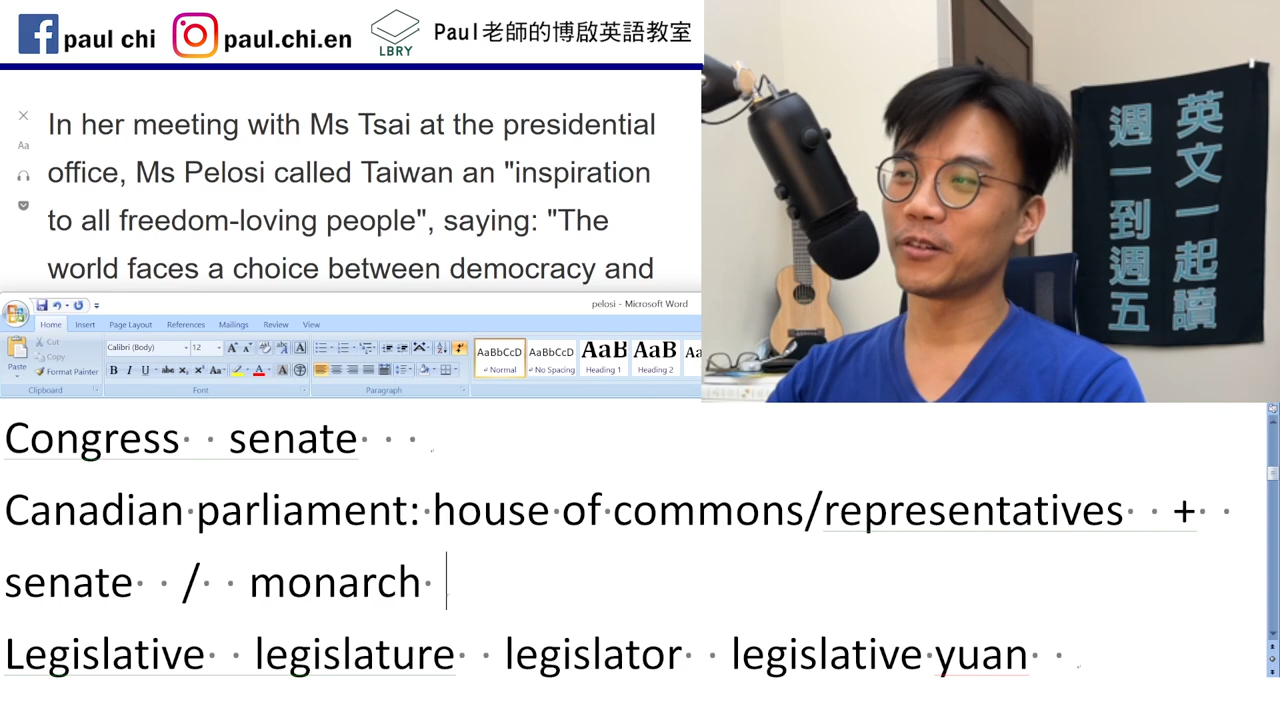 paul chi paul.chi.en LBRY Paul老師的博啟英語教室
In her meeting with Ms Tsai at the presidential
office, Ms Pelosi called Taiwan an "inspiration
to all freedom-loving people", saying: "The
world faces a choice between democracy and
Aa
pelosi - Microsoft Word
Home Insert Page Layout References Mailings Review View
Paste
Cut
Copy
Format Painter
Clipboard
Calibri (Body) 12
Font
Paragraph
AaBbCcD AaBbCcD AaBb AaB Aa
Normal No Spacing Heading 1 Heading 2
英文一起讀
週一到週五
Congress senate
Canadian parliament: house of commons/representatives +
senate / monarch
Legislative legislature legislator legislative yuan